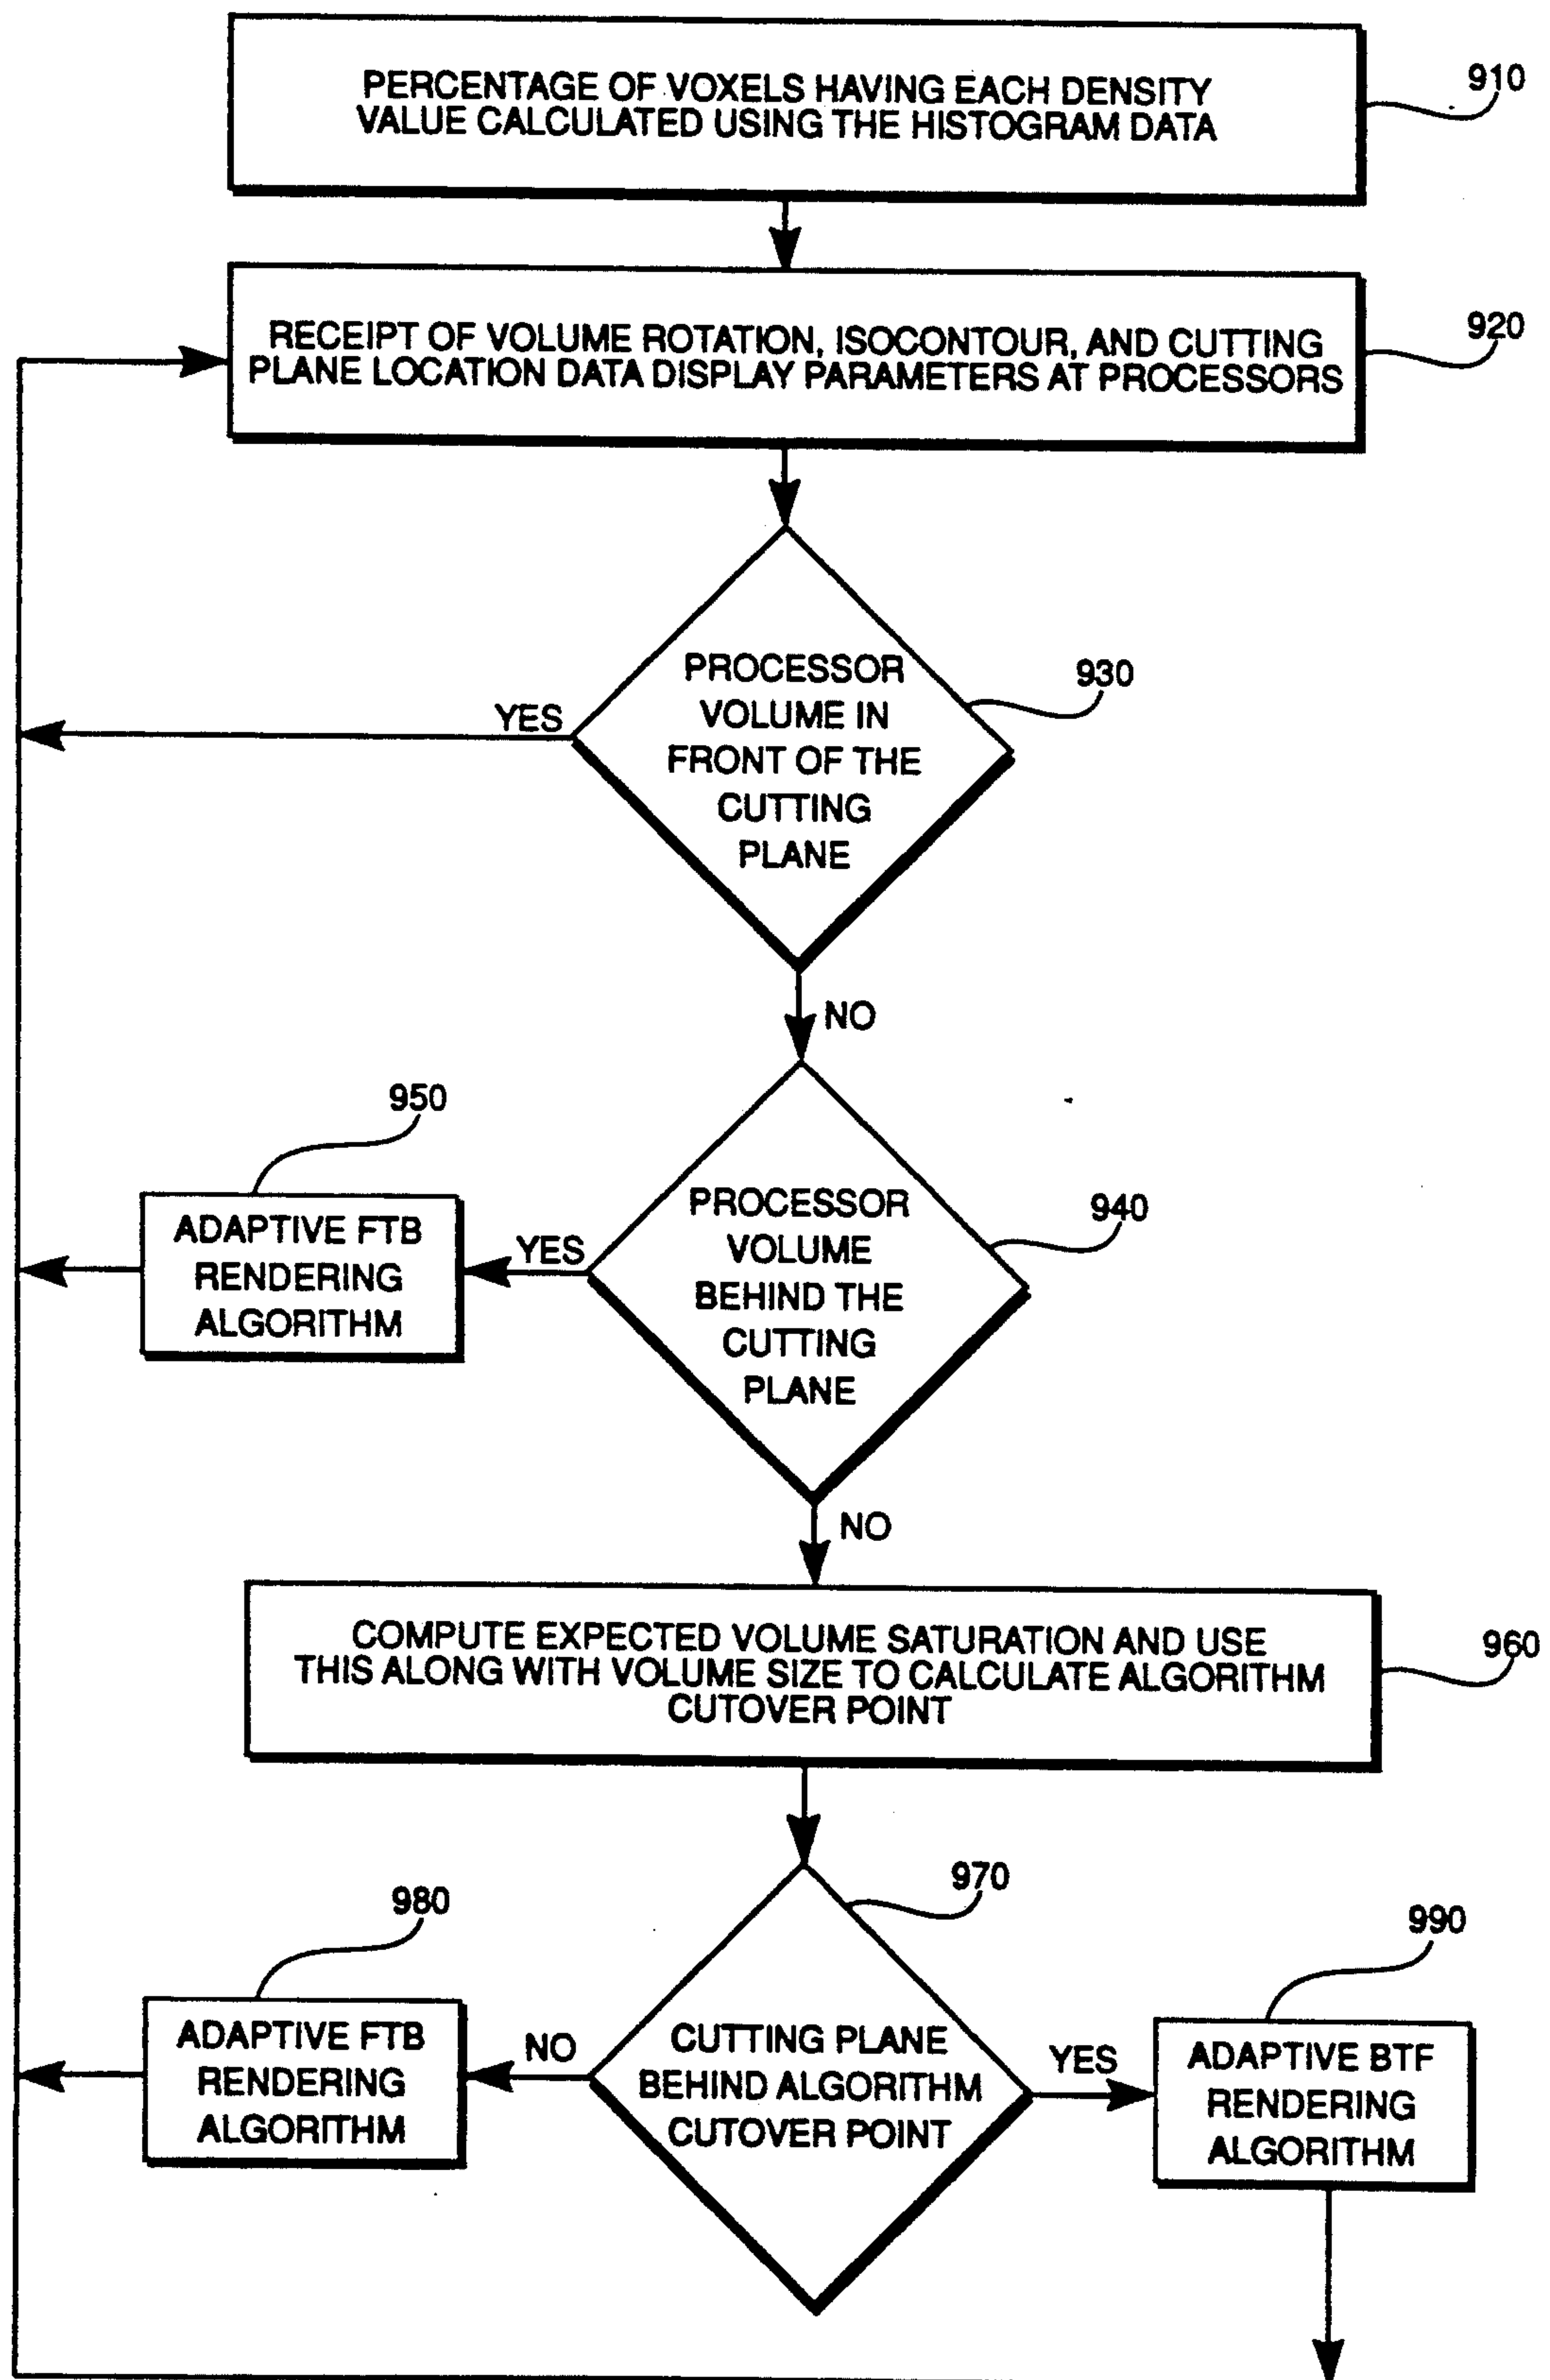 PERCENTAGE OF VOXELS HAVING EACH DENSITY
VALUE CALCULATED USING THE HISTOGRAM DATA
910
RECEIPT OF VOLUME ROTATION, ISOCONTOUR, AND CUTTING
PLANE LOCATION DATA DISPLAY PARAMETERS AT PROCESSORS
920
PROCESSOR
VOLUME IN
FRONT OF THE
CUTTING
PLANE
930
YES
NO
PROCESSOR
VOLUME
BEHIND THE
CUTTING
PLANE
940
YES
950
ADAPTIVE FTB
RENDERING
ALGORITHM
NO
COMPUTE EXPECTED VOLUME SATURATION AND USE
THIS ALONG WITH VOLUME SIZE TO CALCULATE ALGORITHM
CUTOVER POINT
960
970
CUTTING PLANE
BEHIND ALGORITHM
CUTOVER POINT
NO
980
ADAPTIVE FTB
RENDERING
ALGORITHM
YES
990
ADAPTIVE BTF
RENDERING
ALGORITHM